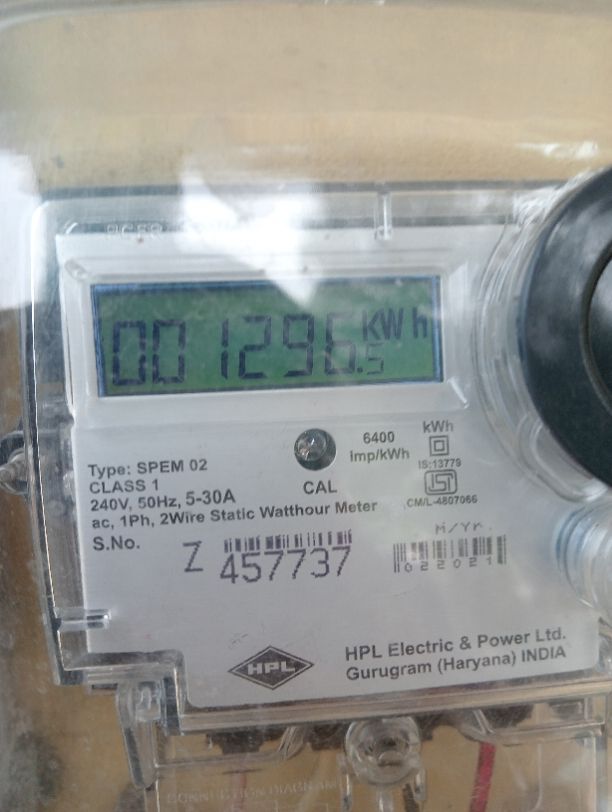 001296.5 KWh
6400 imp/kWh
kWh
IS:13779
CM/L-4807066
CAL
Type: SPEM 02
CLASS 1
240V, 50Hz, 5-30A
ac, 1Ph, 2Wire Static Watthour Meter
S.No.
Z 457737
M/YR.
022021
HPL
HPL Electric & Power Ltd.
Gurugram (Haryana) INDIA
CONNECTION DIAGRAM